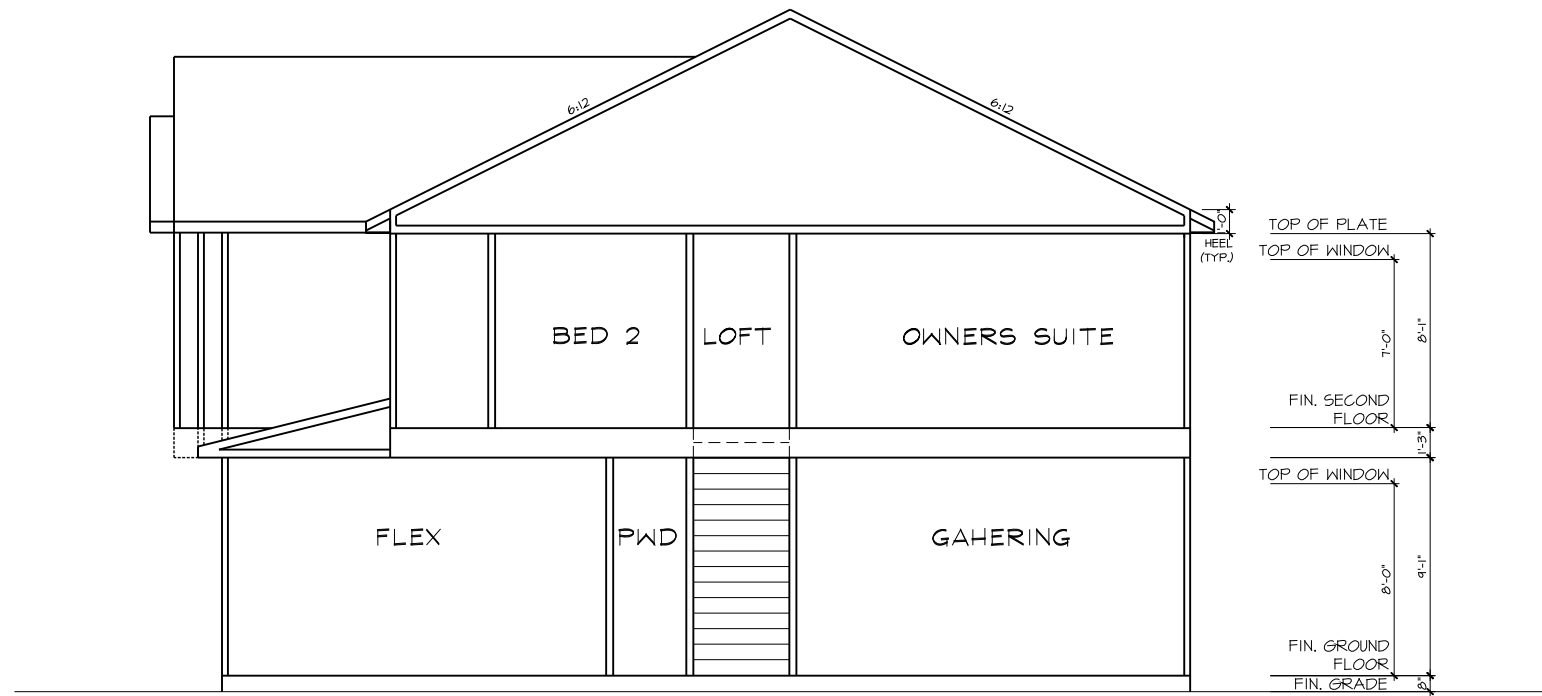 6:12
6:12
1'-0"
HEEL
(TYP.)
TOP OF PLATE
TOP OF WINDOW
BED 2
LOFT
OWNERS SUITE
7'-0"
8'-1"
FIN. SECOND
FLOOR
1'-3"
TOP OF WINDOW
FLEX
PWD
GAHERING
8'-0"
9'-1"
FIN. GROUND
FLOOR
FIN. GRADE
8"